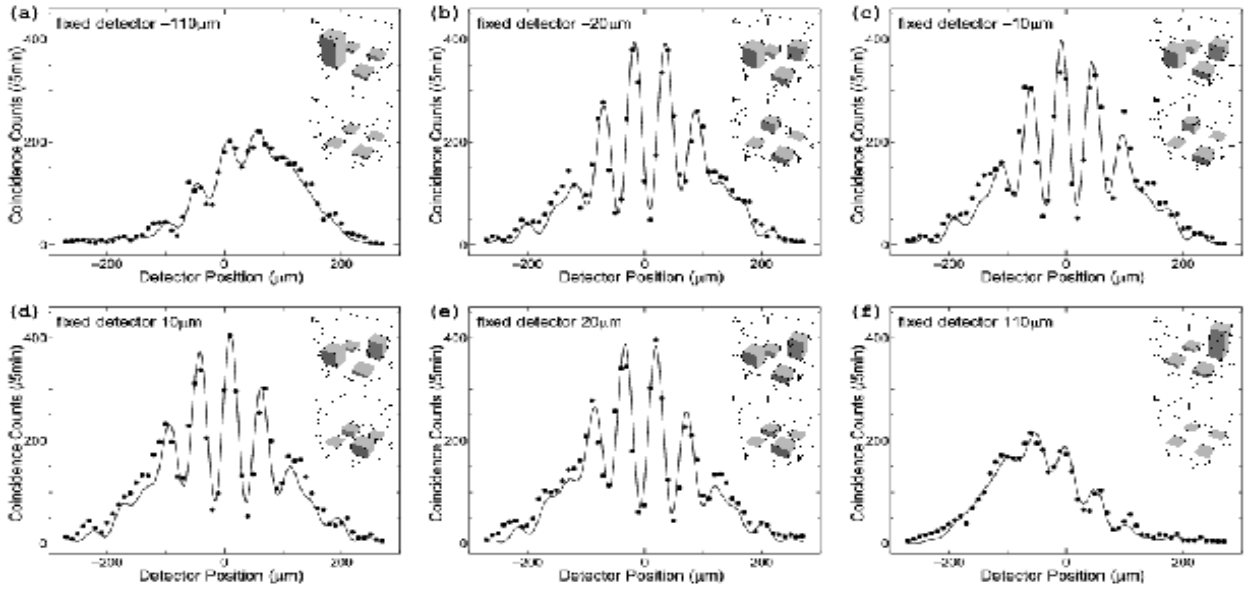 (a) fixed detector −110μm
Coincidence Counts (/5min)
400
200
0
−200 0 200
Detector Position (μm)
(b) fixed detector −20μm
Coincidence Counts (/5min)
400
200
0
−200 0 200
Detector Position (μm)
(c) fixed detector −10μm
Coincidence Counts (/5min)
400
200
0
−200 0 200
Detector Position (μm)
(d) fixed detector 10μm
Coincidence Counts (/5min)
400
200
0
−200 0 200
Detector Position (μm)
(e) fixed detector 20μm
Coincidence Counts (/5min)
400
200
0
−200 0 200
Detector Position (μm)
(f) fixed detector 110μm
Coincidence Counts (/5min)
400
200
0
−200 0 200
Detector Position (μm)